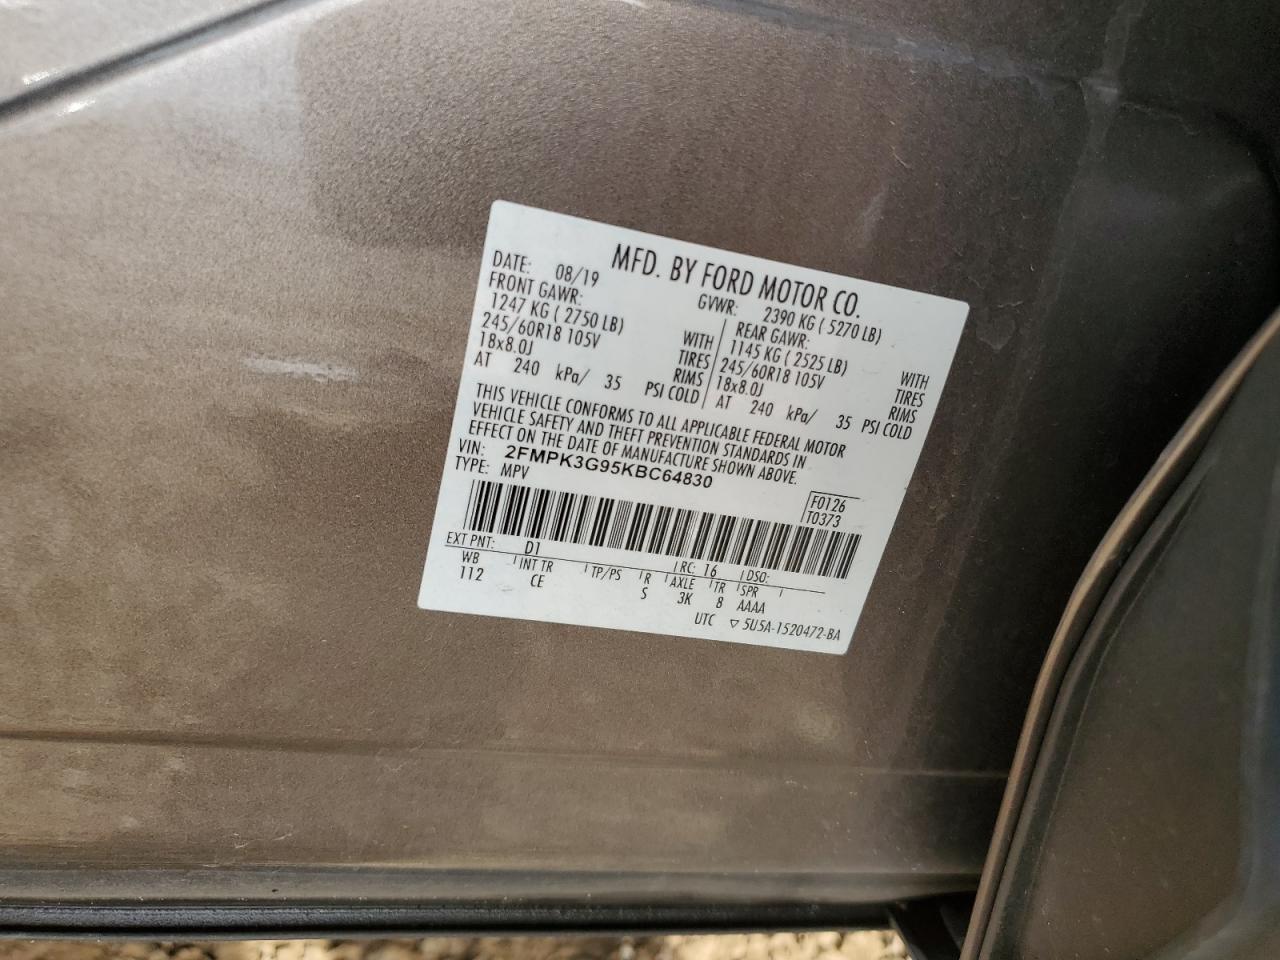 MFD. BY FORD MOTOR CO.
DATE: 08/19 GVWR: 2390 KG ( 5270 LB)
FRONT GAWR: REAR GAWR:
1247 KG ( 2750 LB) WITH 1145 KG ( 2525 LB) WITH
245/60R18 105V TIRES 245/60R18 105V TIRES
18x8.0J RIMS 18x8.0J RIMS
AT 240 kPa/ 35 PSI COLD AT 240 kPa/ 35 PSI COLD
THIS VEHICLE CONFORMS TO ALL APPLICABLE FEDERAL MOTOR
VEHICLE SAFETY AND THEFT PREVENTION STANDARDS IN
EFFECT ON THE DATE OF MANUFACTURE SHOWN ABOVE.
VIN: 2FMPK3G95KBC64830
TYPE: MPV
F0126
T0373
EXT PNT: D1 RC: 16 DSO:
WB INT TR TP/PS R AXLE TR SPR
112 CE S 3K 8 AAAA
UTC ▽ 5U5A-1520472-BA